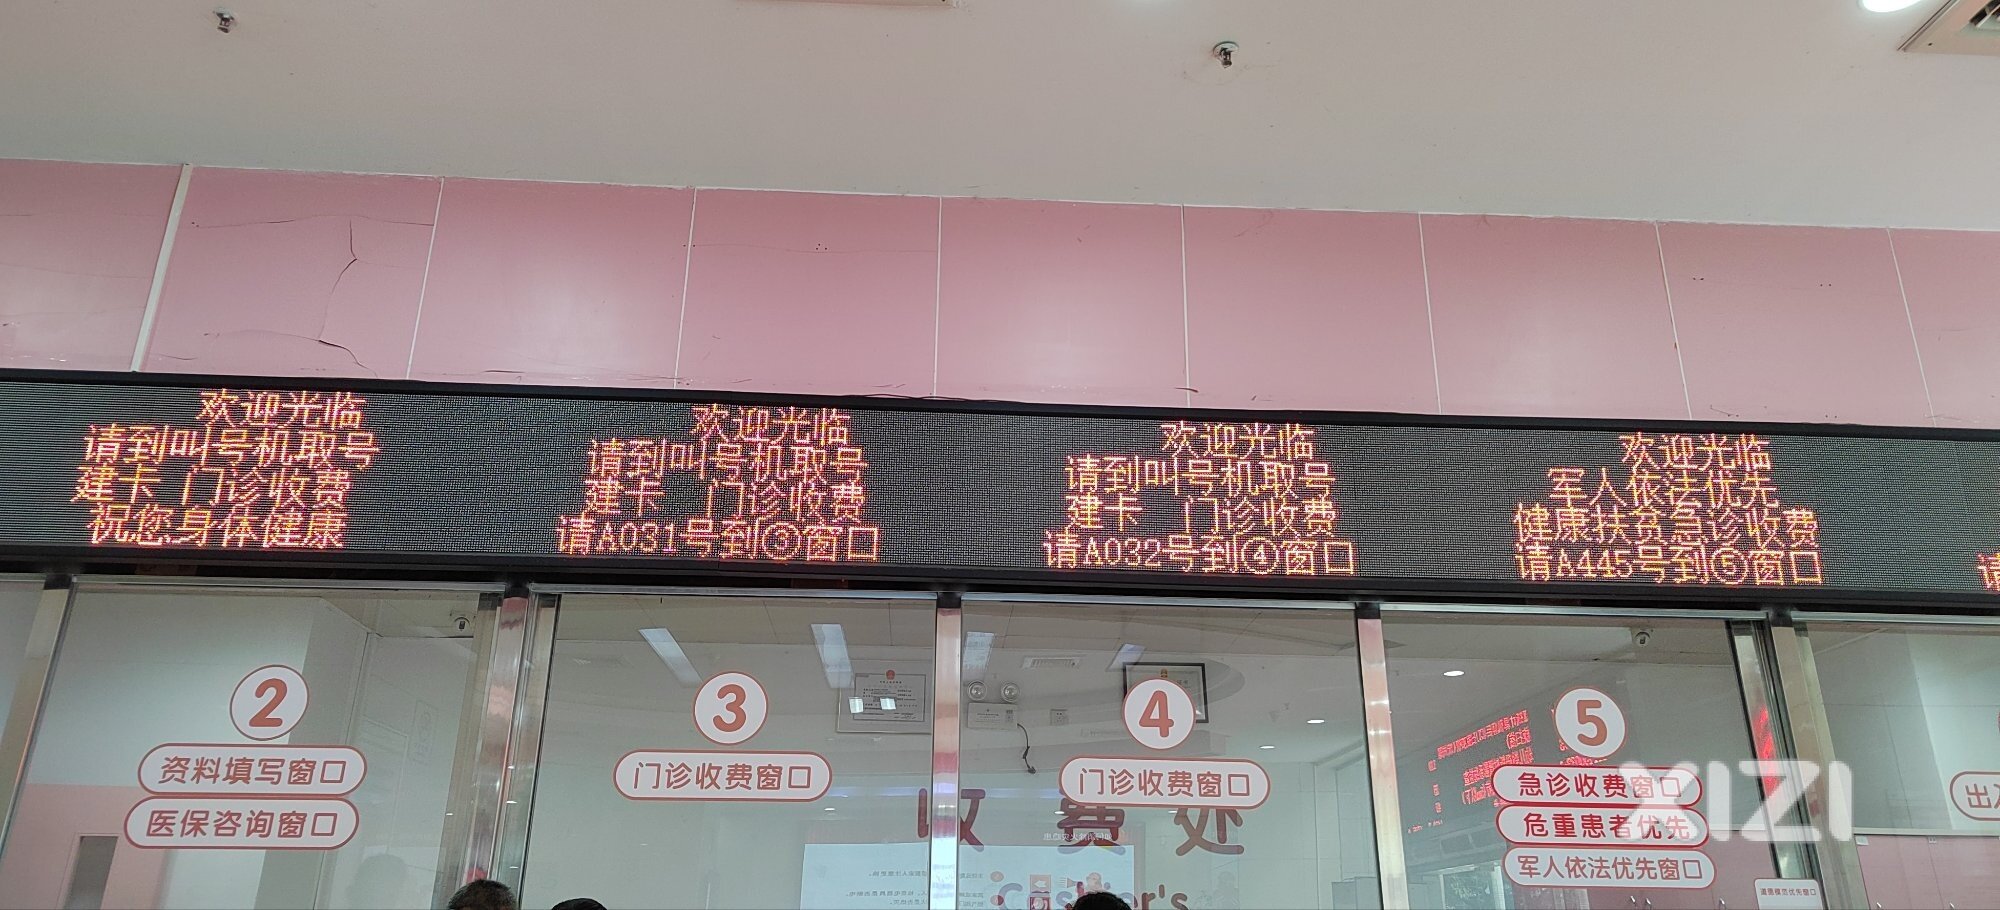 欢迎光临
请到叫号机取号
建卡 门诊收费
祝您身体健康
欢迎光临
请到叫号机取号
建卡 门诊收费
请A031号到③窗口
欢迎光临
请到叫号机取号
建卡 门诊收费
请A032号到④窗口
欢迎光临
军人依法优先
健康扶贫急诊收费
请A445号到⑤窗口
请
2
资料填写窗口
医保咨询窗口
3
门诊收费窗口
4
门诊收费窗口
收费处
Cashier's
5
急诊收费窗口
危重患者优先
军人依法优先窗口
出入
XIZI